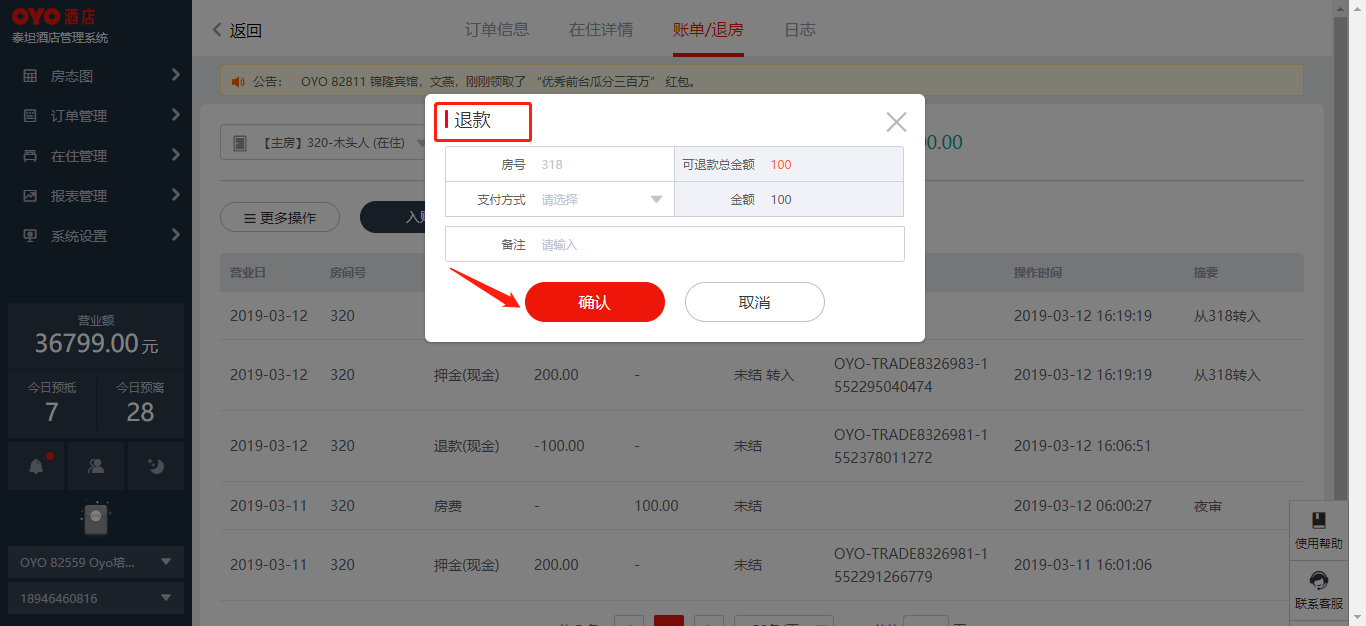 OYO 酒店
泰坦酒店管理系统
房态图
订单管理
在住管理
报表管理
系统设置
营业额
36799.00元
今日预抵
7
今日预离
28
OYO 82559 Oyo培...
18946460816
返回
订单信息
在住详情
账单/退房
日志
公告： OYO 82811 锦隆宾馆，文燕，刚刚领取了 “优秀前台瓜分三百万” 红包。
【主房】320-木头人 (在住)
0.00
更多操作
入账
退款
房号 318
可退款总金额 100
支付方式 请选择
金额 100
备注 请输入
确认
取消
营业日 房间号 操作时间 摘要
2019-03-12 320 2019-03-12 16:19:19 从318转入
2019-03-12 320 押金(现金) 200.00 - 未结 转入 OYO-TRADE8326983-1
552295040474 2019-03-12 16:19:19 从318转入
2019-03-12 320 退款(现金) -100.00 - 未结 OYO-TRADE8326981-1
552378011272 2019-03-12 16:06:51
2019-03-11 320 房费 - 100.00 未结 2019-03-12 06:00:27 夜审
2019-03-11 320 押金(现金) 200.00 - 未结 OYO-TRADE8326981-1
552291266779 2019-03-11 16:01:06
使用帮助
联系客服